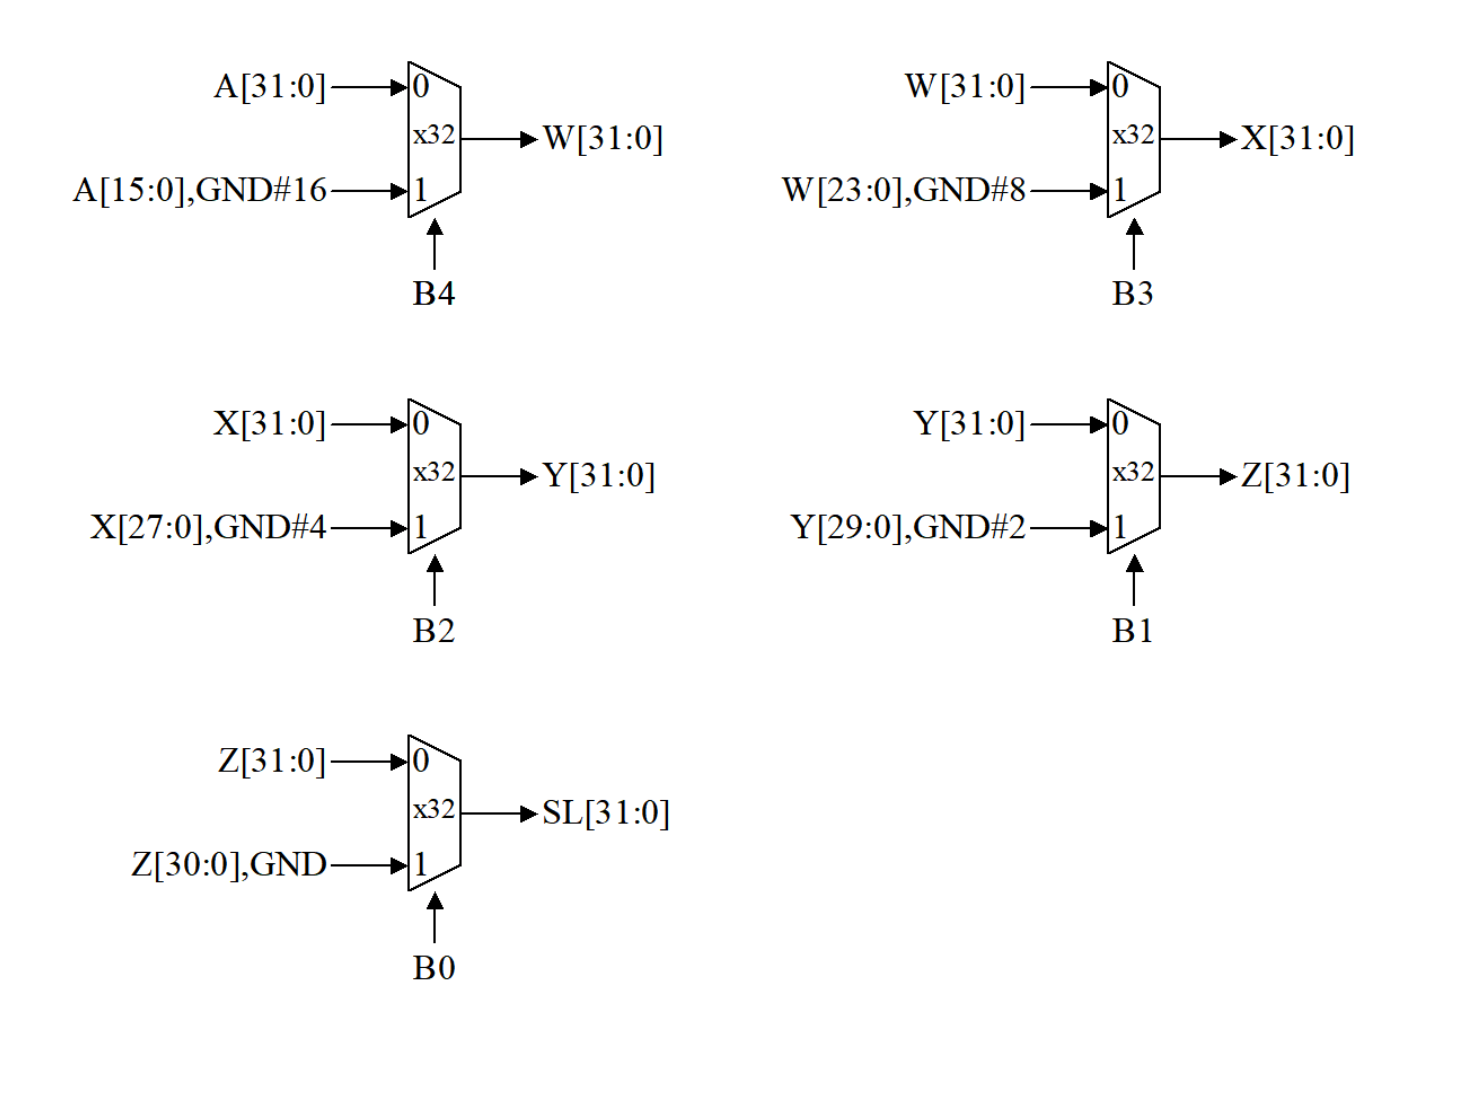 A[31:0] 0 x32 W[31:0]
A[15:0],GND#16 1
B4
W[31:0] 0 x32 X[31:0]
W[23:0],GND#8 1
B3
X[31:0] 0 x32 Y[31:0]
X[27:0],GND#4 1
B2
Y[31:0] 0 x32 Z[31:0]
Y[29:0],GND#2 1
B1
Z[31:0] 0 x32 SL[31:0]
Z[30:0],GND 1
B0